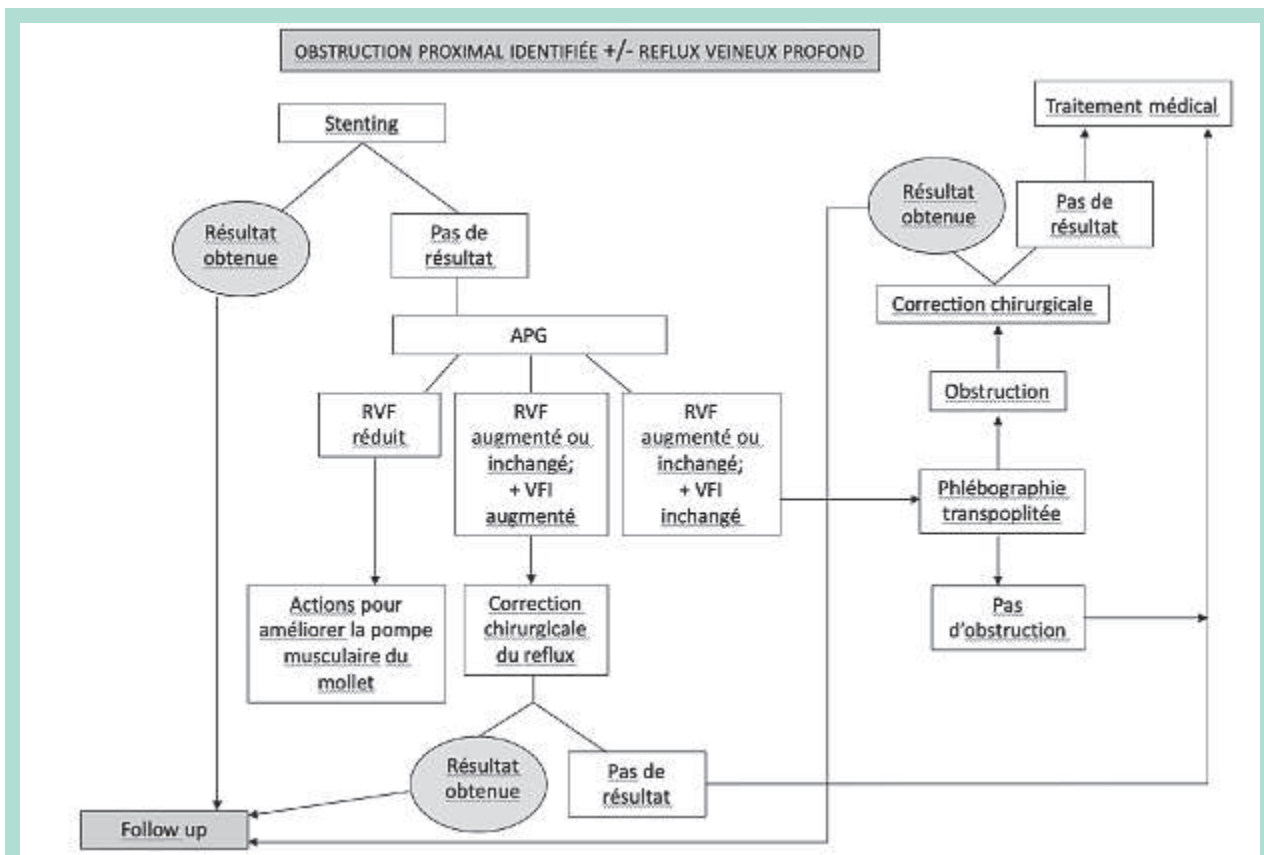 OBSTRUCTION PROXIMAL IDENTIFIÉE +/- REFLUX VEINEUX PROFOND
Stenting
Résultat
obtenue
Pas de
résultat
APG
RVF
réduit
RVF
augmenté ou
inchangé;
+ VFI
augmenté
RVF
augmenté ou
inchangé;
+ VFI
inchangé
Actions pour
améliorer la pompe
musculaire du
mollet
Correction
chirurgicale
du reflux
Résultat
obtenue
Pas de
résultat
Follow up
Traitement médical
Résultat
obtenue
Pas de
résultat
Correction chirurgicale
Obstruction
Phlébographie
transpoplitée
Pas
d'obstruction